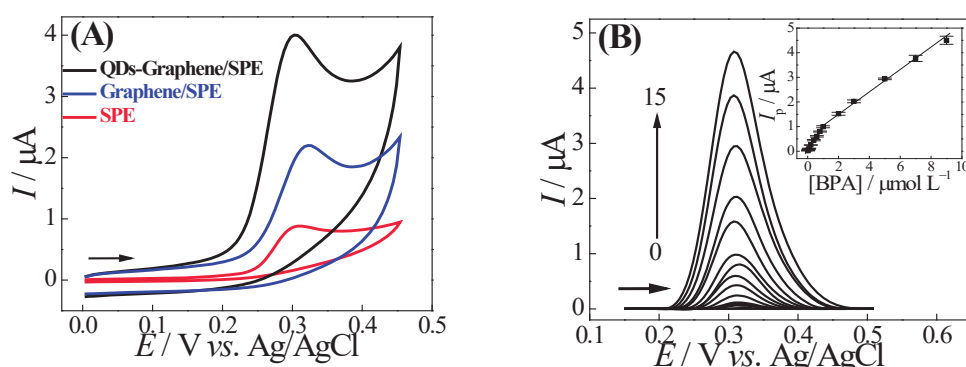 (A)
4
3
2
1
0
I / μA
QDs-Graphene/SPE
Graphene/SPE
SPE
0.0 0.1 0.2 0.3 0.4 0.5
E / V vs. Ag/AgCl
(B)
5
4
3
2
1
0
I / μA
15
0
0.1 0.2 0.3 0.4 0.5 0.6
E / V vs. Ag/AgCl
5
4
3
2
1
0
Ip / μA
0 2 4 6 8 10
[BPA] / μmol L⁻¹